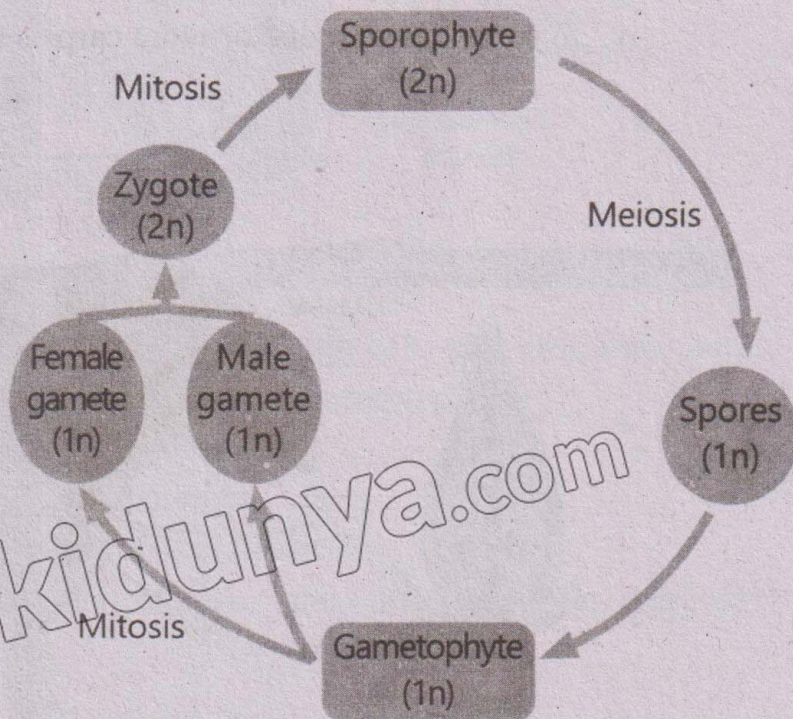 Sporophyte
(2n)
Mitosis
Zygote
(2n)
Meiosis
Female
gamete
(1n)
Male
gamete
(1n)
Spores
(1n)
kidunya.com
Mitosis
Gametophyte
(1n)